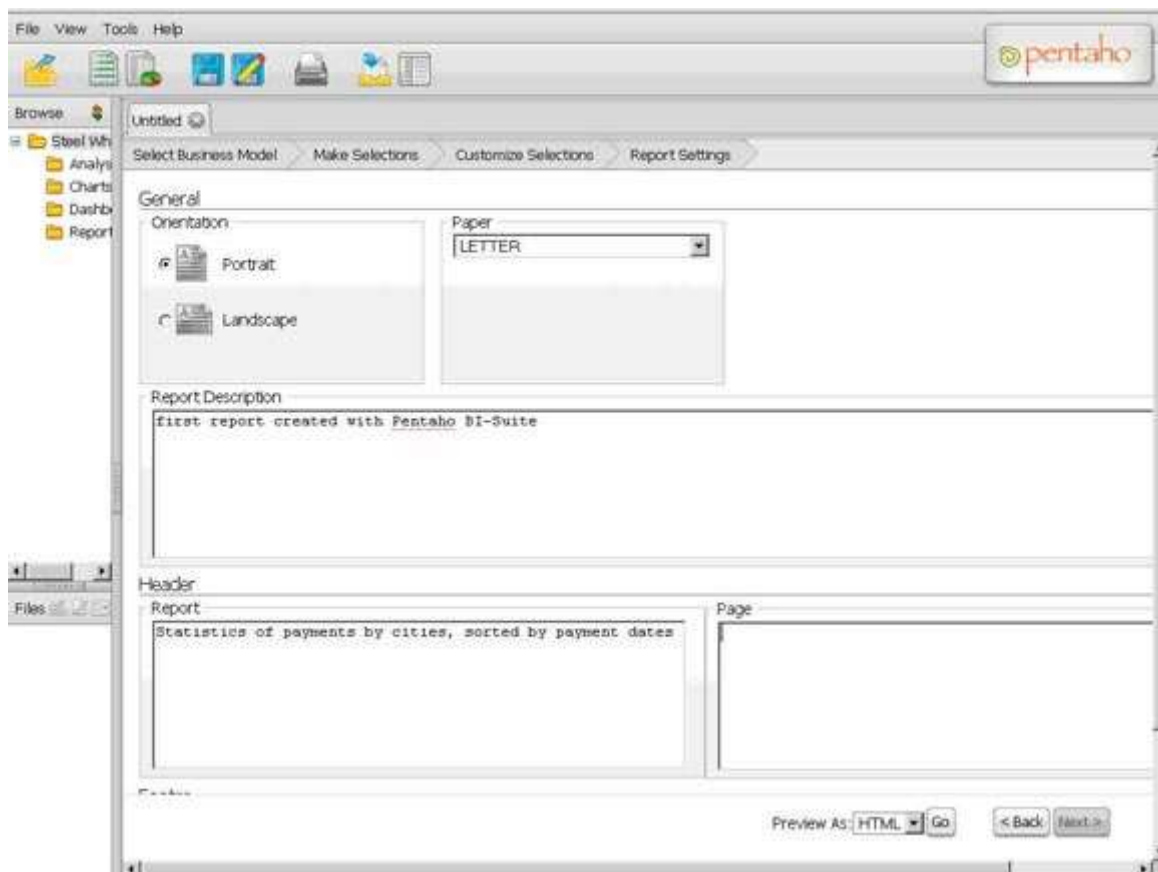 File View Tools Help
pentaho
Browse
Untitled
Steel Wh
Analys
Charts
Dashb
Report
Select Business Model
Make Selections
Customize Selections
Report Settings
General
Orientation
Paper
LETTER
Portrait
Landscape
Report Description
first report created with Pentaho BI-Suite
Header
Files
Report
Page
Statistics of payments by cities, sorted by payment dates
Preview As: HTML Go
< Back
Next >